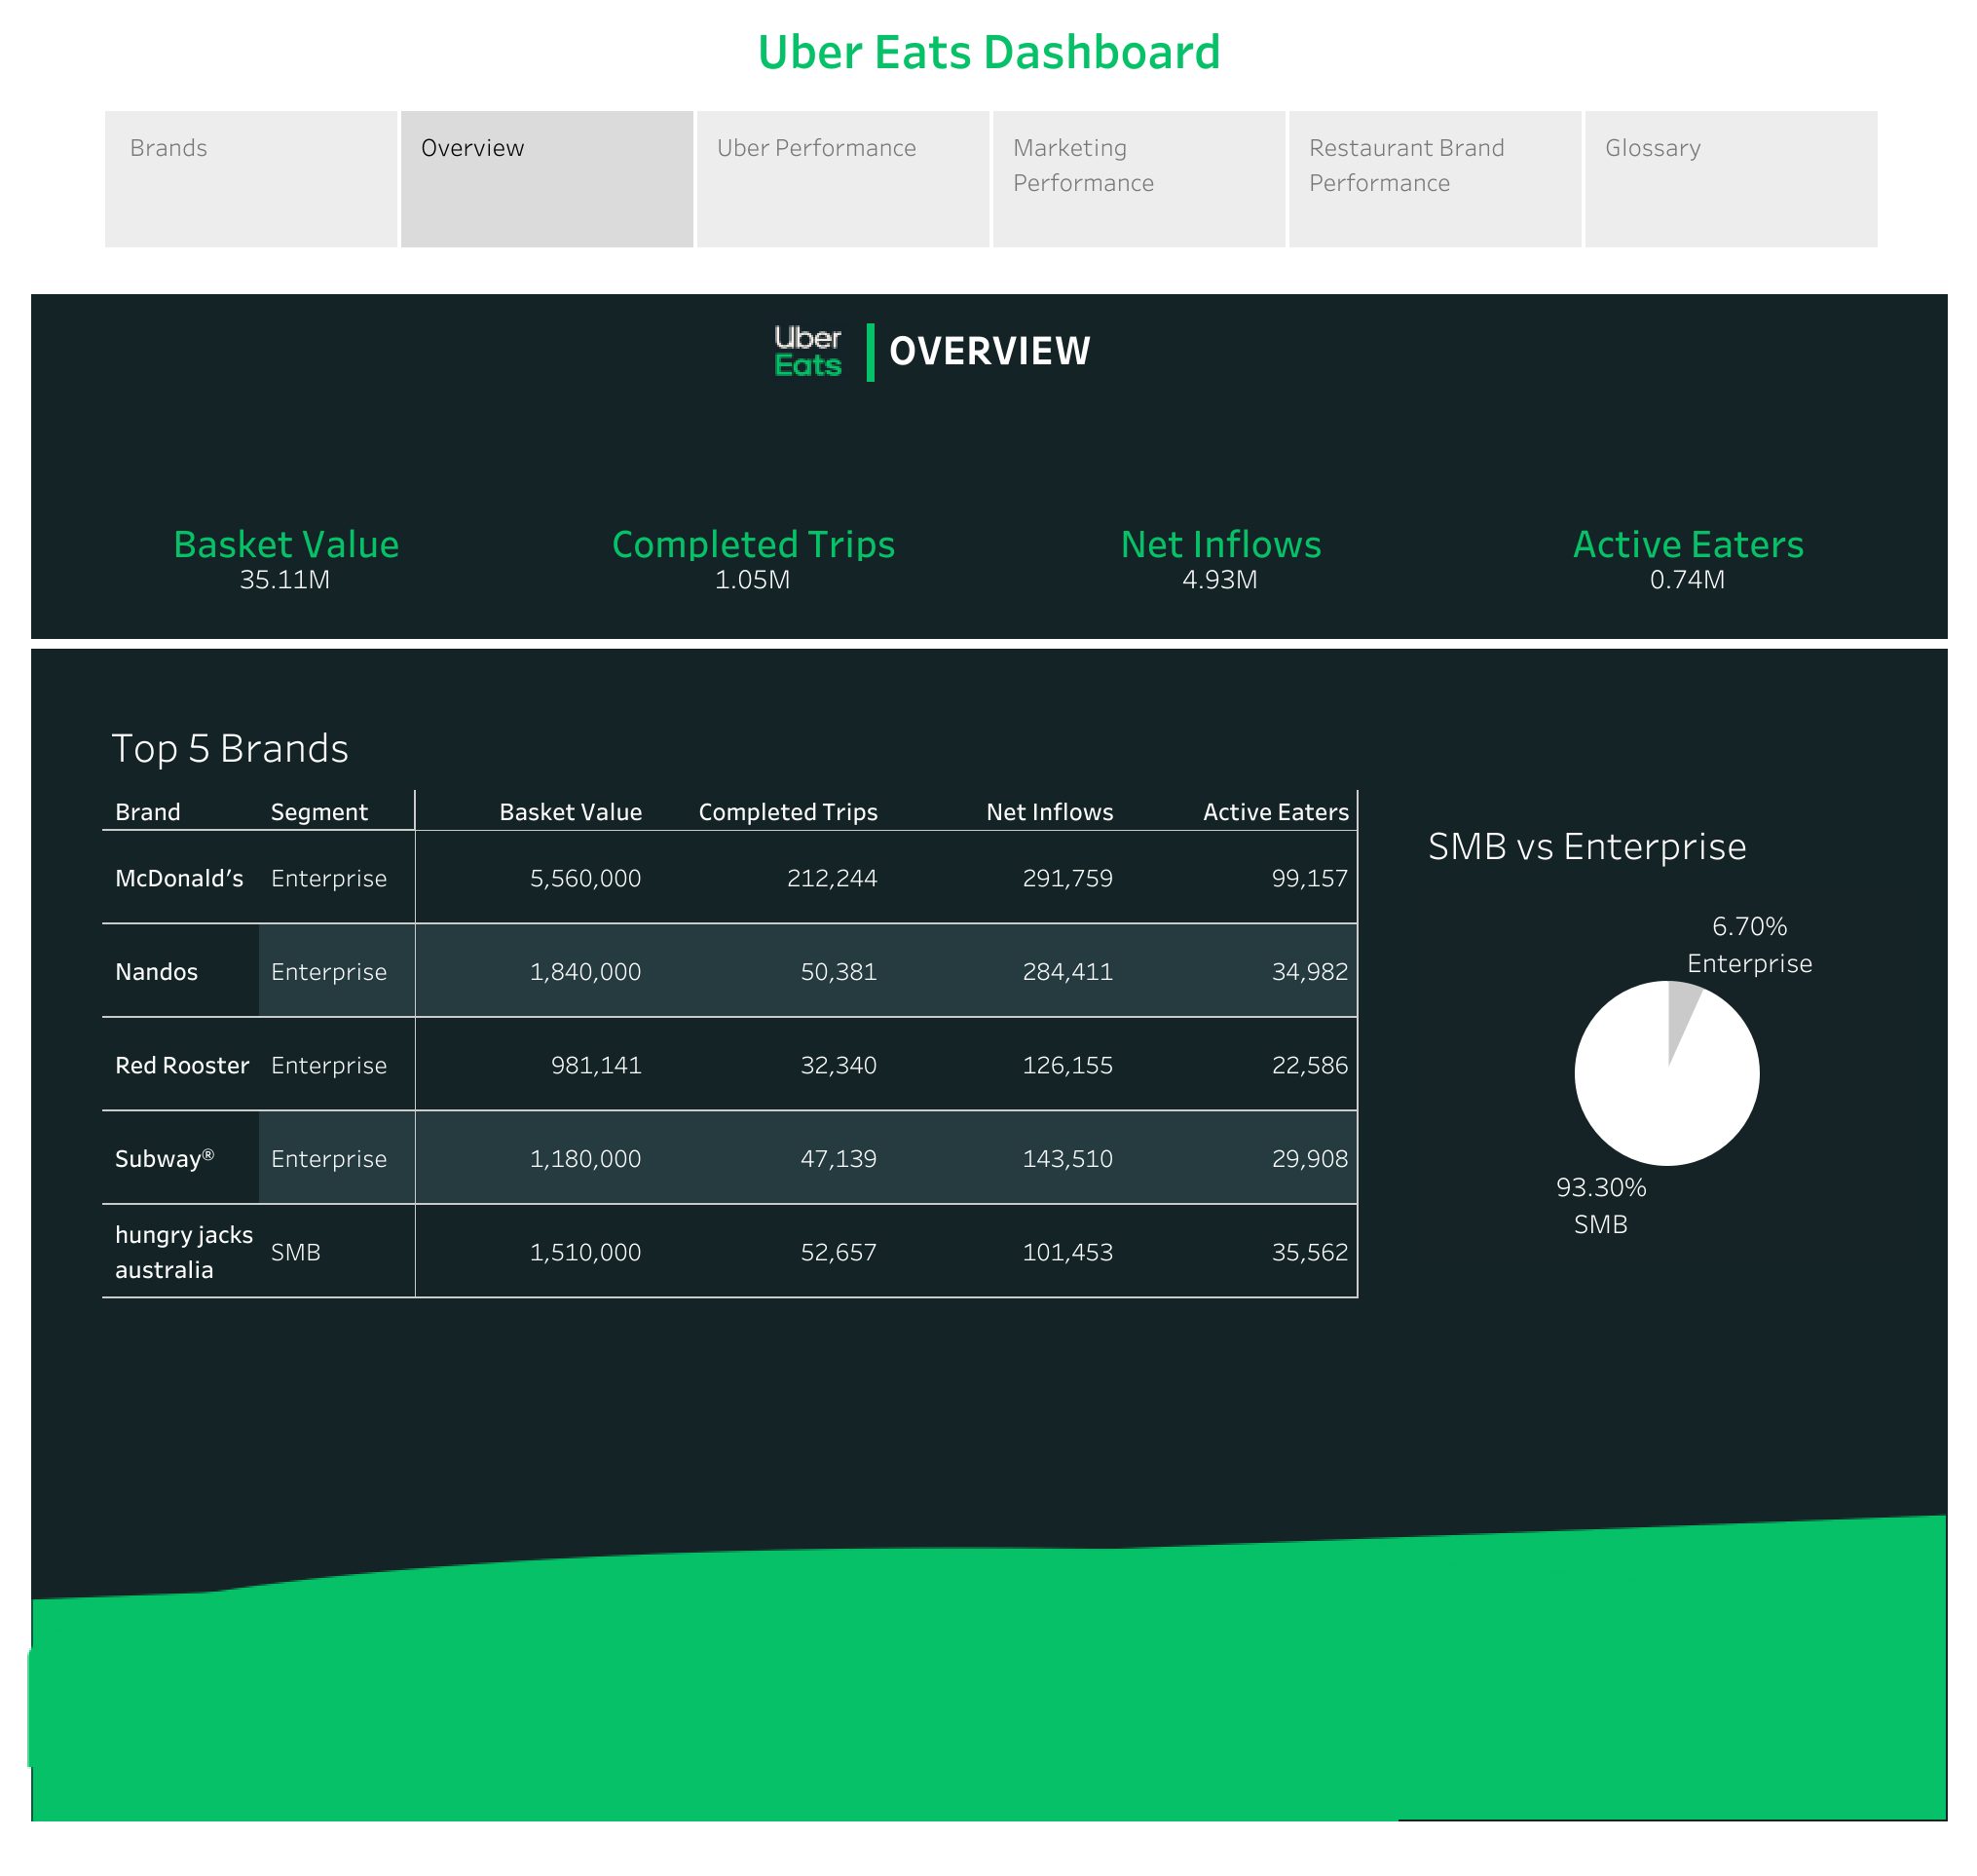 Uber Eats Dashboard
Brands
Overview
Uber Performance
Marketing
Performance
Restaurant Brand
Performance
Glossary
Uber
Eats
OVERVIEW
Basket Value
35.11M
Completed Trips
1.05M
Net Inflows
4.93M
Active Eaters
0.74M
Top 5 Brands
Brand Segment Basket Value Completed Trips Net Inflows Active Eaters
McDonald’s Enterprise 5,560,000 212,244 291,759 99,157
Nandos Enterprise 1,840,000 50,381 284,411 34,982
Red Rooster Enterprise 981,141 32,340 126,155 22,586
Subway® Enterprise 1,180,000 47,139 143,510 29,908
hungry jacks
australia SMB 1,510,000 52,657 101,453 35,562
SMB vs Enterprise
6.70%
Enterprise
93.30%
SMB